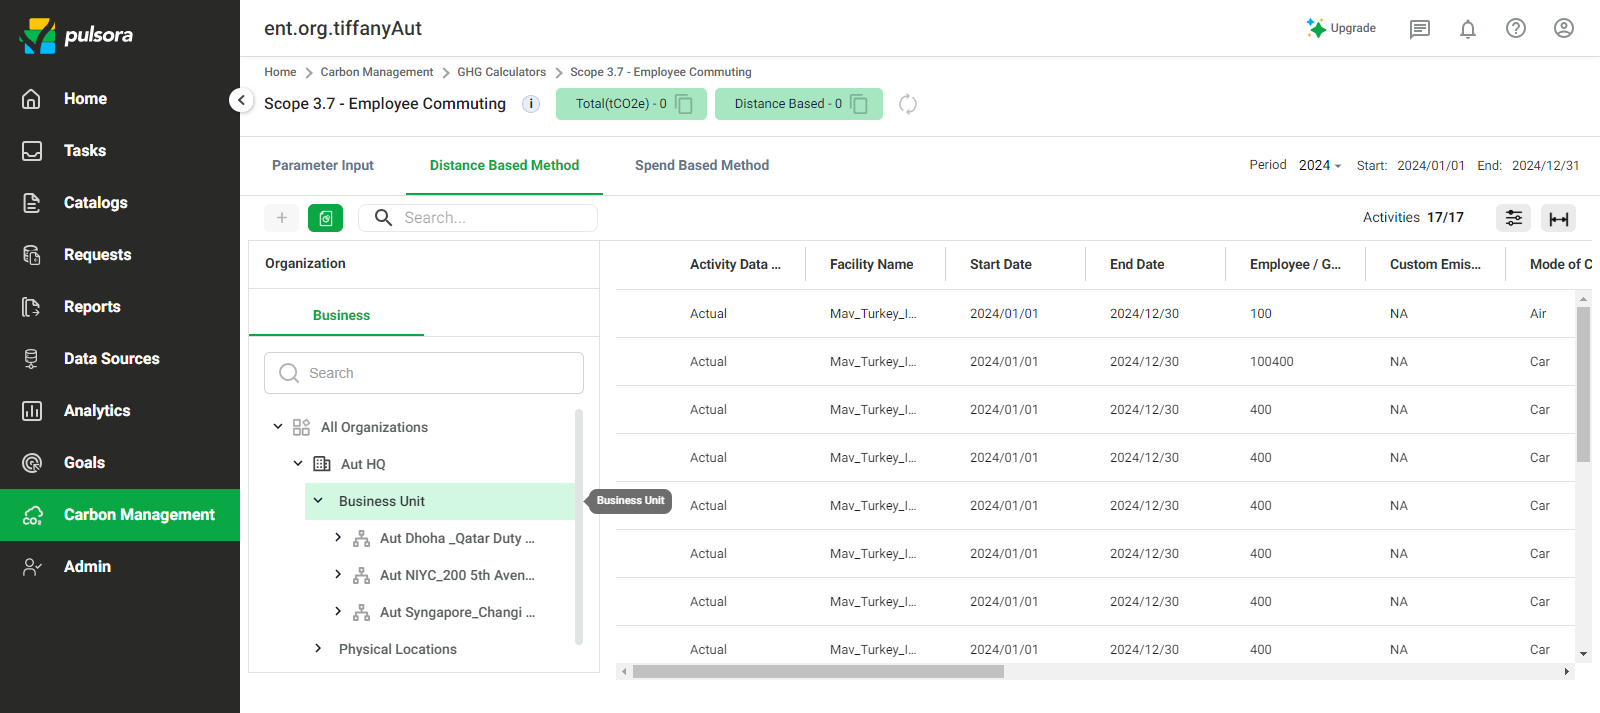 pulsora
Home
Tasks
Catalogs
Requests
Reports
Data Sources
Analytics
Goals
Carbon Management
Admin
ent.org.tiffanyAut
Upgrade
Home > Carbon Management > GHG Calculators > Scope 3.7 - Employee Commuting
Scope 3.7 - Employee Commuting i Total(tCO2e) - 0 Distance Based - 0
Parameter Input Distance Based Method Spend Based Method Period 2024 Start: 2024/01/01 End: 2024/12/31
+ Search... Activities 17/17
Organization
Business
Search
All Organizations
Aut HQ
Business Unit
Aut Dhoha _Qatar Duty ...
Aut NIYC_200 5th Aven...
Aut Syngapore_Changi ...
Physical Locations
Business Unit
Activity Data ... Facility Name Start Date End Date Employee / G... Custom Emis... Mode of C
Actual Mav_Turkey_I... 2024/01/01 2024/12/30 100 NA Air
Actual Mav_Turkey_I... 2024/01/01 2024/12/30 100400 NA Car
Actual Mav_Turkey_I... 2024/01/01 2024/12/30 400 NA Car
Actual Mav_Turkey_I... 2024/01/01 2024/12/30 400 NA Car
Actual Mav_Turkey_I... 2024/01/01 2024/12/30 400 NA Car
Actual Mav_Turkey_I... 2024/01/01 2024/12/30 400 NA Car
Actual Mav_Turkey_I... 2024/01/01 2024/12/30 400 NA Car
Actual Mav_Turkey_I... 2024/01/01 2024/12/30 400 NA Car